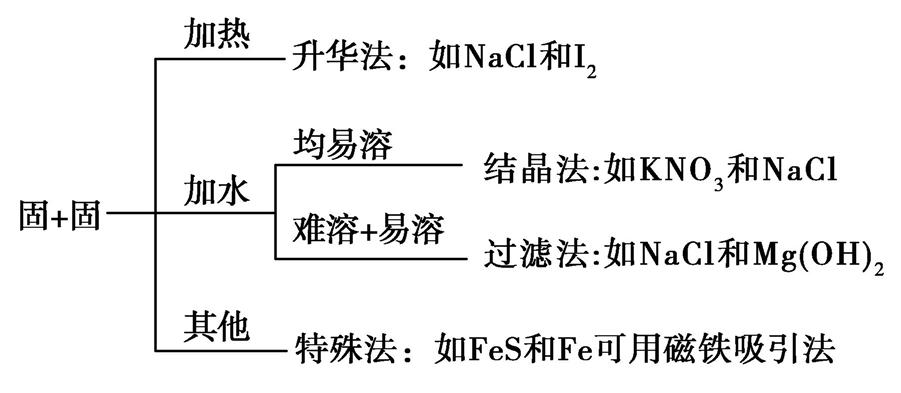 加热
升华法：如NaCl和I₂
均易溶
结晶法:如KNO₃和NaCl
固+固
加水
难溶+易溶
过滤法:如NaCl和Mg(OH)₂
其他
特殊法：如FeS和Fe可用磁铁吸引法